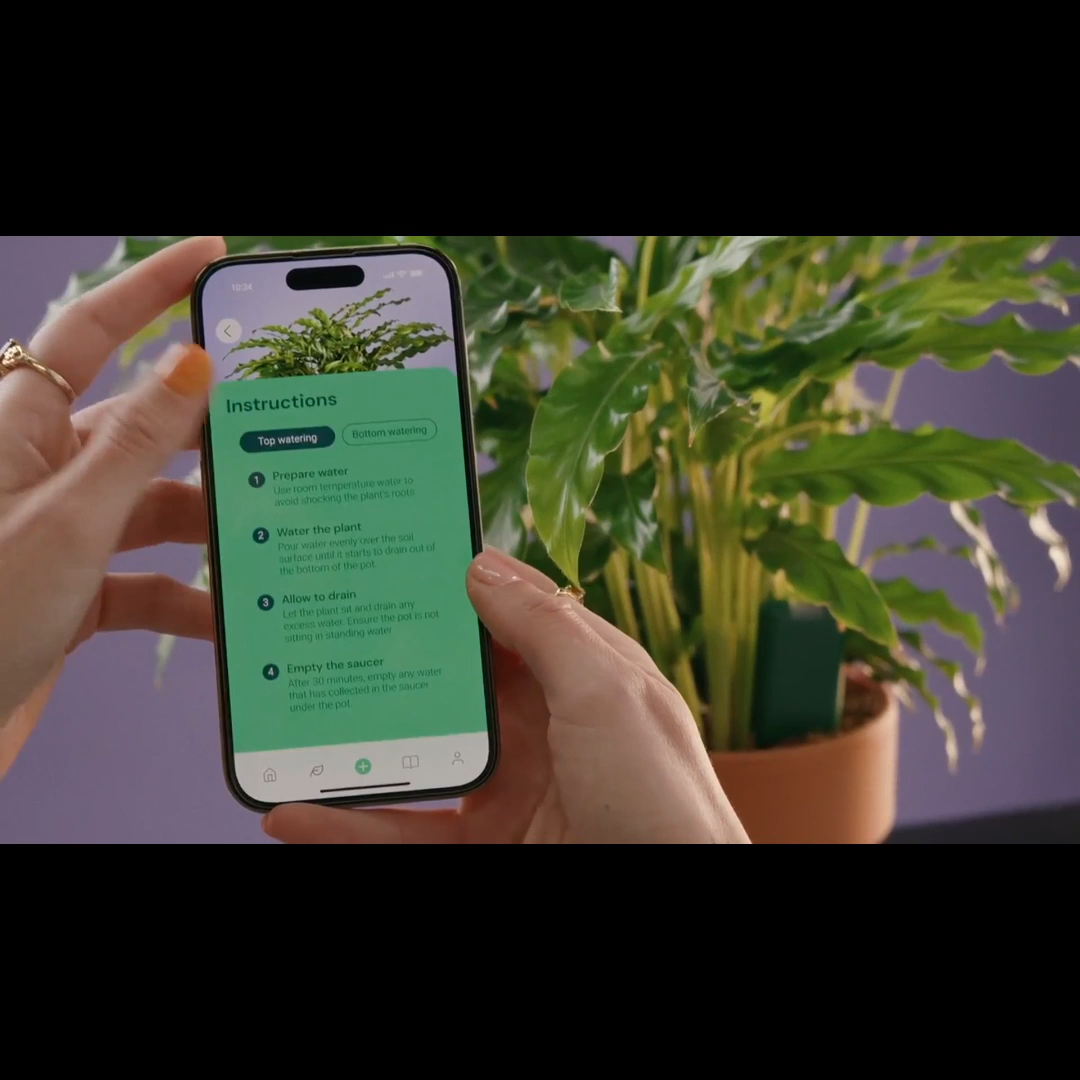 10:34
Instructions
Top watering
Bottom watering
1 Prepare water
Use room temperature water to
avoid shocking the plant's roots
2 Water the plant
Pour water evenly over the soil
surface until it starts to drain out of
the bottom of the pot.
3 Allow to drain
Let the plant sit and drain any
excess water. Ensure the pot is not
sitting in standing water
4 Empty the saucer
After 30 minutes, empty any water
that has collected in the saucer
under the pot